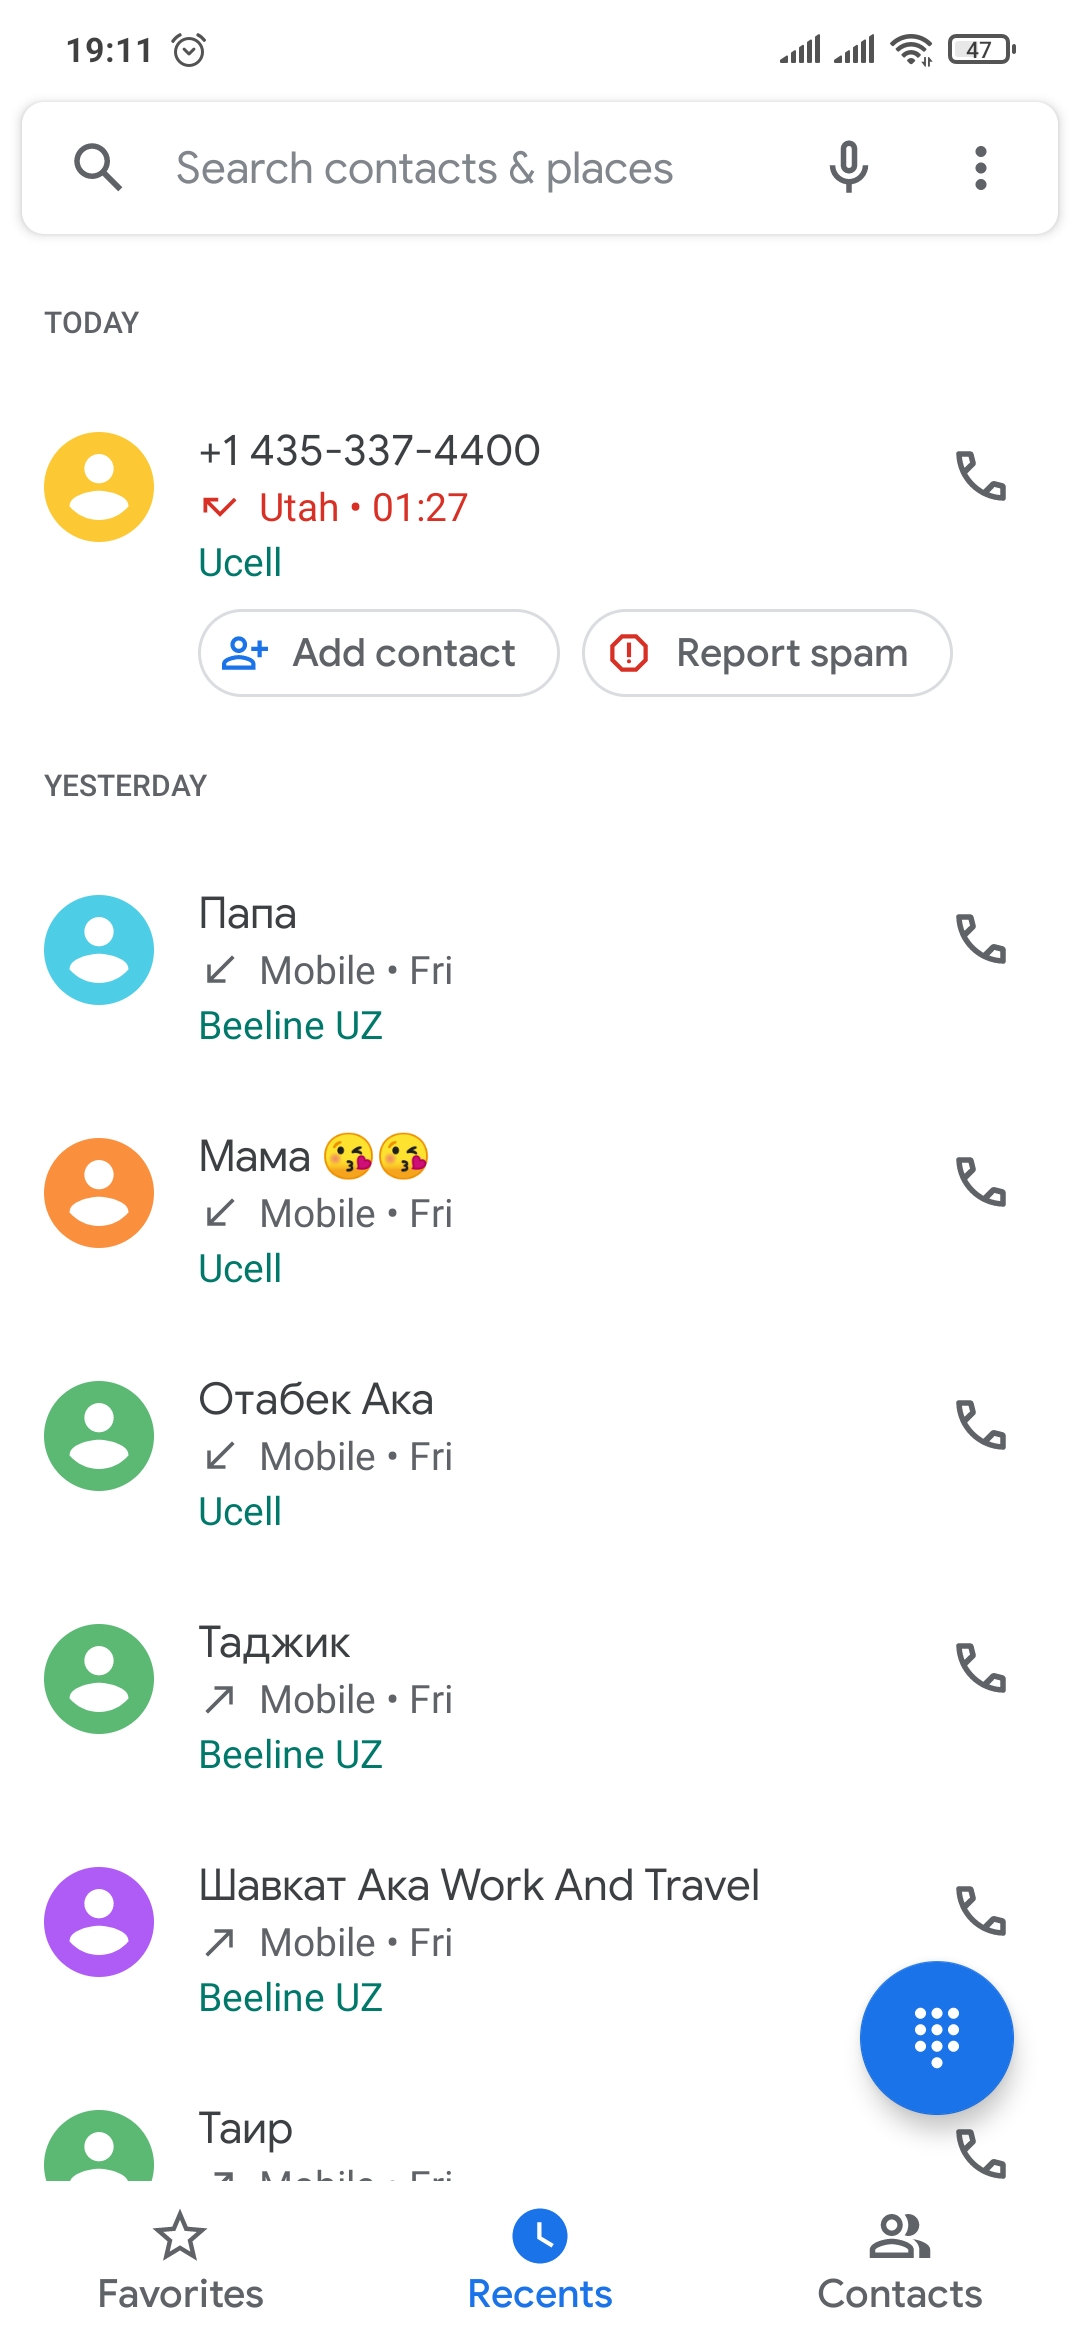 19:11
47
Search contacts & places
TODAY
+1 435-337-4400
Utah • 01:27
Ucell
Add contact
Report spam
YESTERDAY
Папа
Mobile • Fri
Beeline UZ
Мама 😘😘
Mobile • Fri
Ucell
Отабек Ака
Mobile • Fri
Ucell
Таджик
Mobile • Fri
Beeline UZ
Шавкат Ака Work And Travel
Mobile • Fri
Beeline UZ
Таир
Mobile • Fri
Favorites
Recents
Contacts